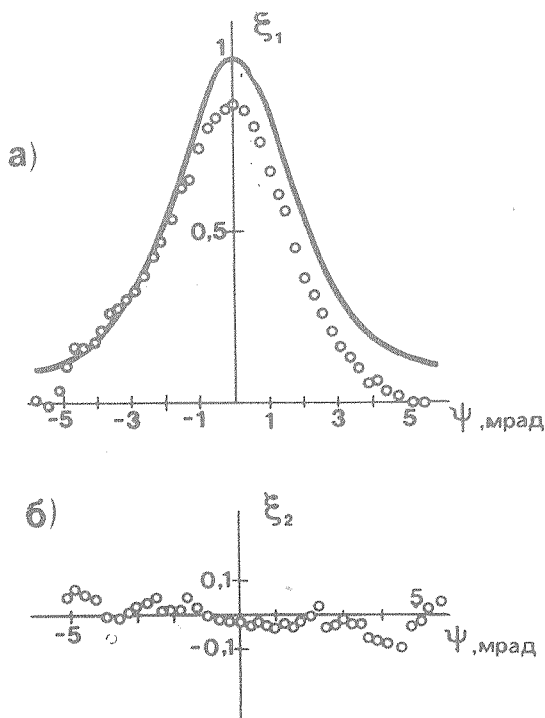 ξ₁
1
а)
0,5
-5 -3 -1 1 3 5
ψ, мрад
б)
ξ₂
0,1
5
-5
-0,1
ψ, мрад